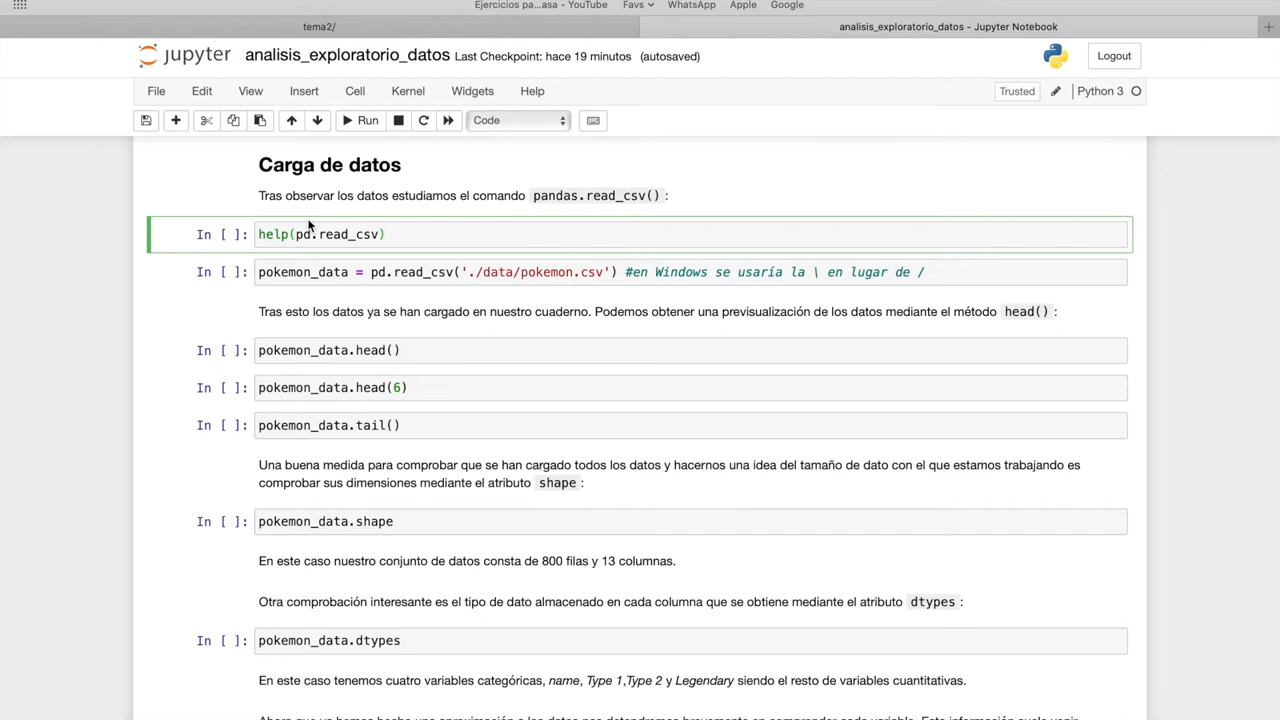 Ejercicios pa...asa - YouTube Favs WhatsApp Apple Google
tema2/ analisis_exploratorio_datos - Jupyter Notebook
jupyter analisis_exploratorio_datos Last Checkpoint: hace 19 minutos (autosaved) Logout
File Edit View Insert Cell Kernel Widgets Help Trusted Python 3
Run Code
Carga de datos
Tras observar los datos estudiamos el comando pandas.read_csv() :
In [ ]: help(pd.read_csv)
In [ ]: pokemon_data = pd.read_csv('./data/pokemon.csv') #en Windows se usaría la \ en lugar de /
Tras esto los datos ya se han cargado en nuestro cuaderno. Podemos obtener una previsualización de los datos mediante el método head() :
In [ ]: pokemon_data.head()
In [ ]: pokemon_data.head(6)
In [ ]: pokemon_data.tail()
Una buena medida para comprobar que se han cargado todos los datos y hacernos una idea del tamaño de dato con el que estamos trabajando es
comprobar sus dimensiones mediante el atributo shape :
In [ ]: pokemon_data.shape
En este caso nuestro conjunto de datos consta de 800 filas y 13 columnas.
Otra comprobación interesante es el tipo de dato almacenado en cada columna que se obtiene mediante el atributo dtypes :
In [ ]: pokemon_data.dtypes
En este caso tenemos cuatro variables categóricas, name, Type 1,Type 2 y Legendary siendo el resto de variables cuantitativas.